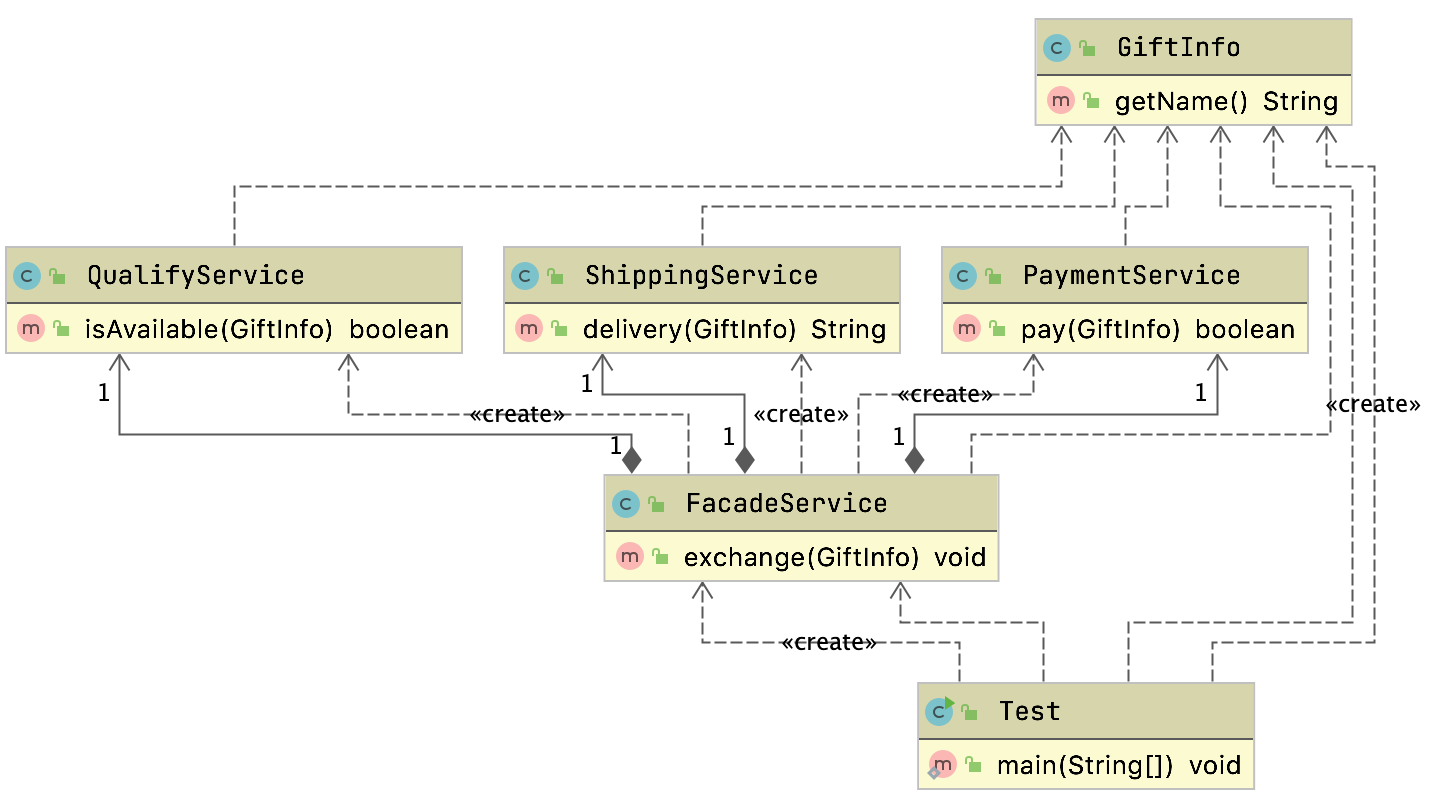 C GiftInfo
m getName() String
C QualifyService
m isAvailable(GiftInfo) boolean
C ShippingService
m delivery(GiftInfo) String
C PaymentService
m pay(GiftInfo) boolean
1
1
1
«create»
«create»
«create»
«create»
1
1
1
C FacadeService
m exchange(GiftInfo) void
«create»
C Test
m main(String[]) void